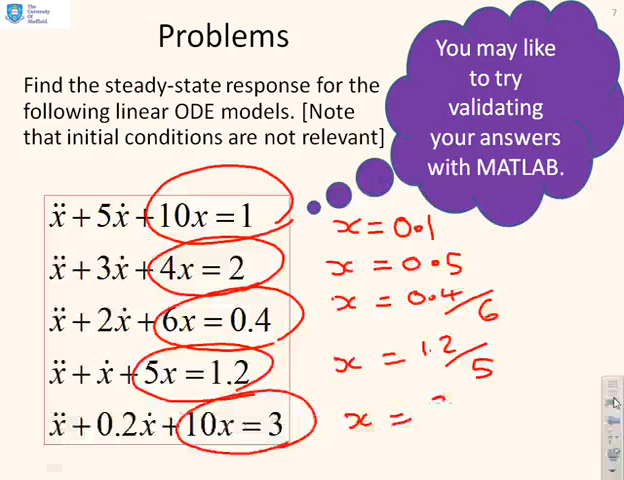 The
University
Of
Sheffield.
7
Problems
Find the steady-state response for the
following linear ODE models. [Note
that initial conditions are not relevant]
You may like
to try
validating
your answers
with MATLAB.
ẍ + 5ẋ + 10x = 1
x = 0.1
ẍ + 3ẋ + 4x = 2
x = 0.5
ẍ + 2ẋ + 6x = 0.4
x = 0.4/6
ẍ + ẋ + 5x = 1.2
x = 1.2/5
ẍ + 0.2ẋ + 10x = 3
x =